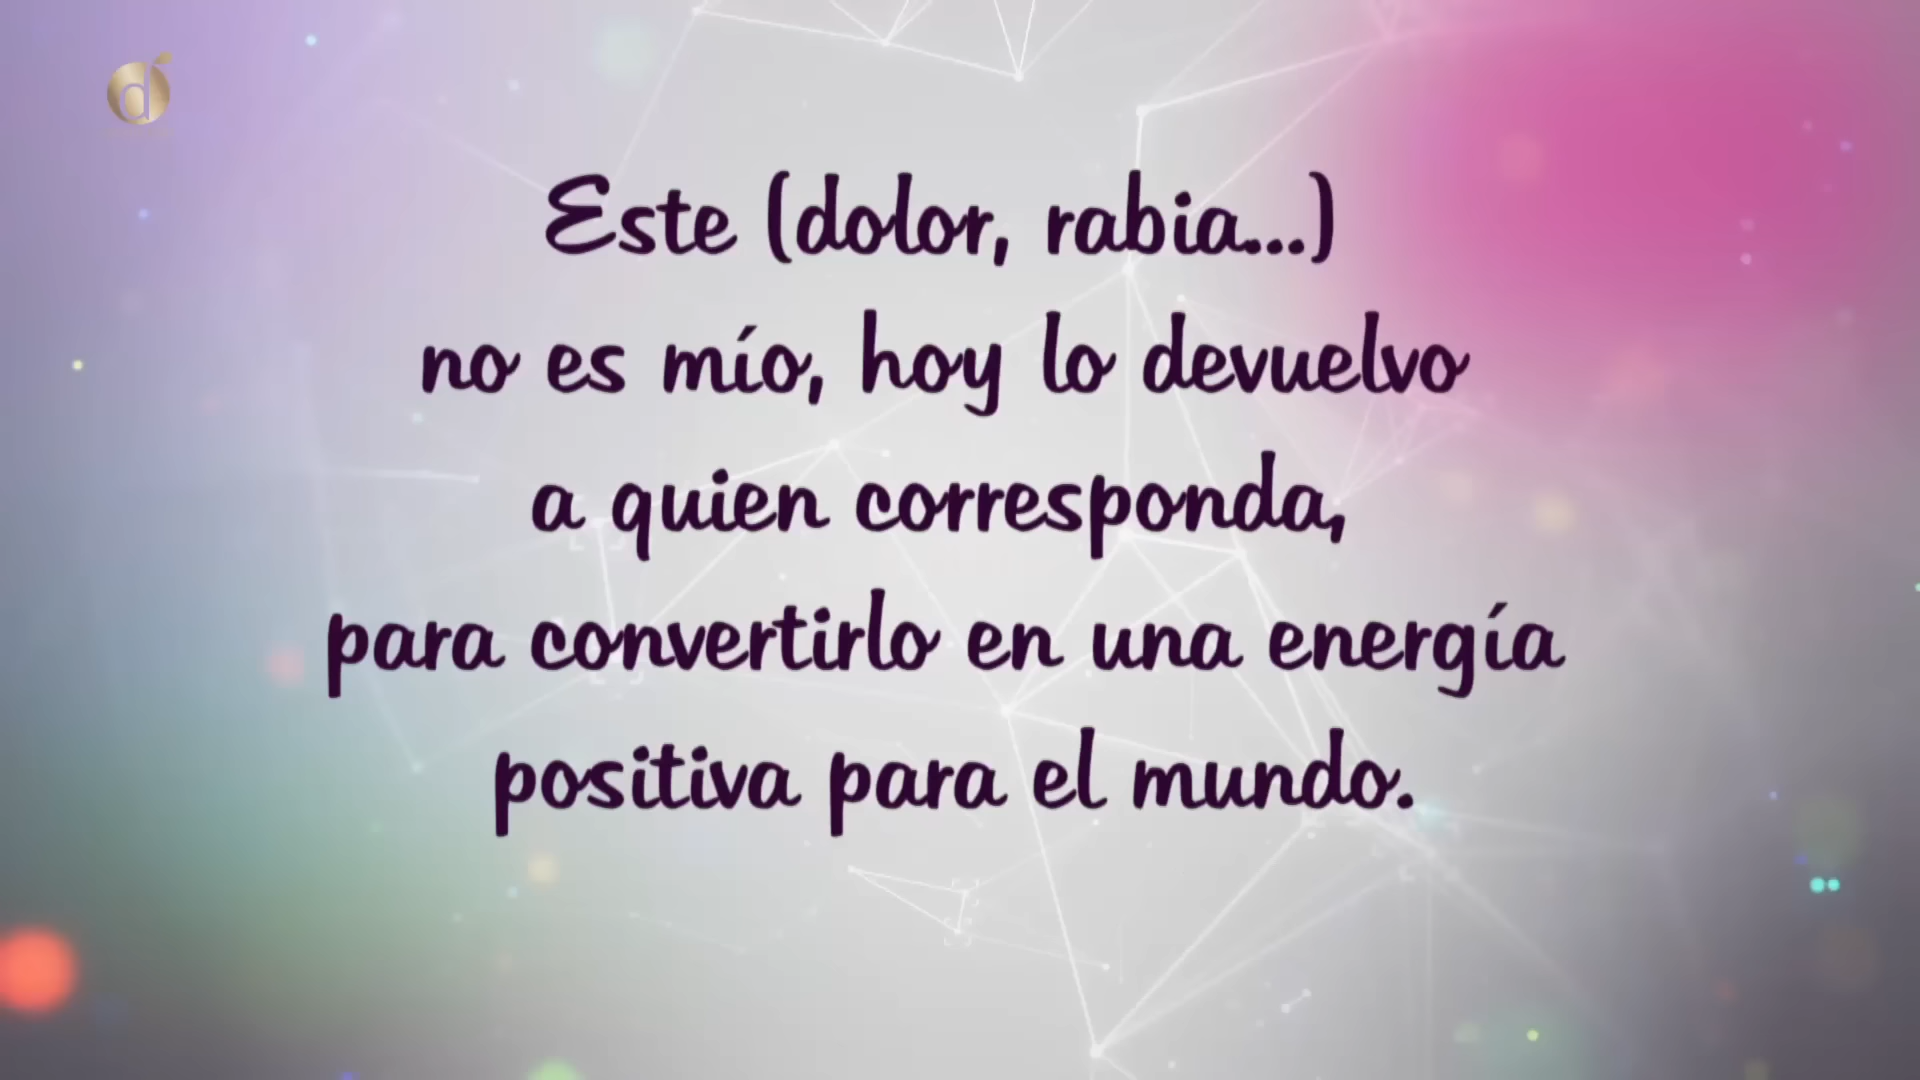 d
Este (dolor, rabia...)
no es mío, hoy lo devuelvo
a quien corresponda,
para convertirlo en una energía
positiva para el mundo.